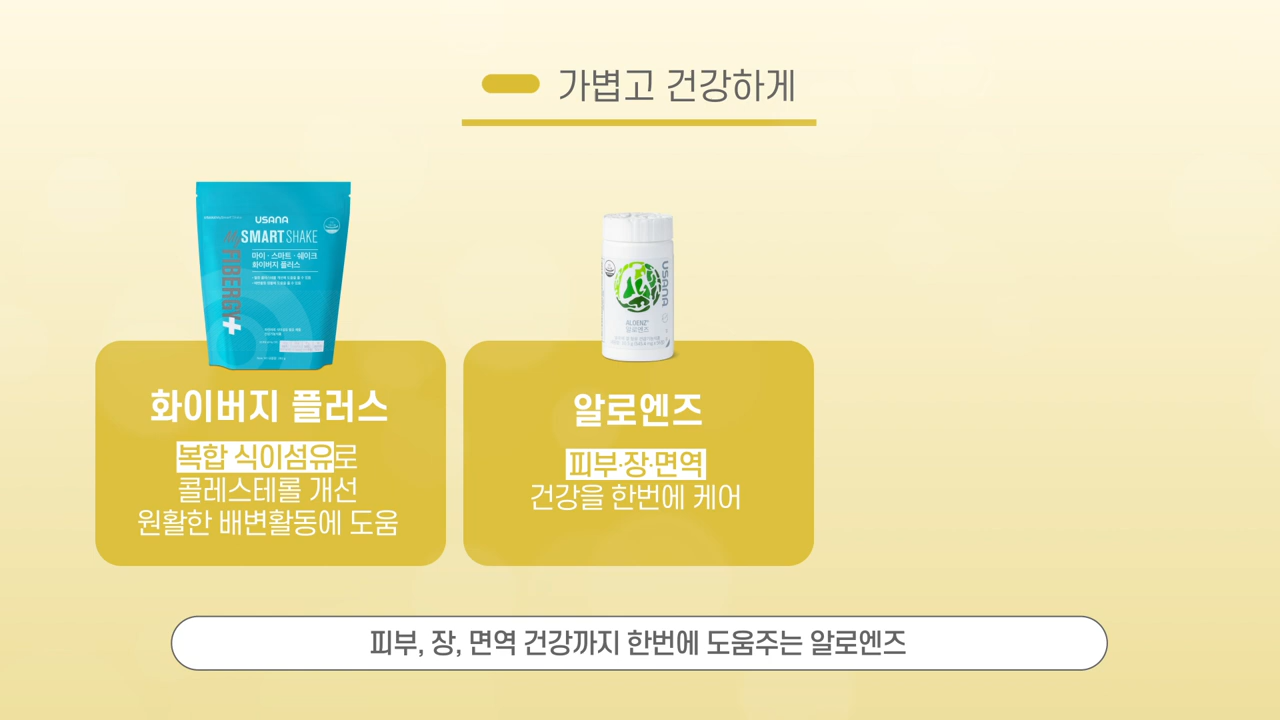 가볍고 건강하게
USANA
MY SMART SHAKE
마이·스마트·쉐이크
화이버지 플러스
FIBERGY+
USANA
ALOENZ
알로엔즈
화이버지 플러스
복합 식이섬유로
콜레스테롤 개선
원활한 배변활동에 도움
알로엔즈
피부·장·면역
건강을 한번에 케어
피부, 장, 면역 건강까지 한번에 도움주는 알로엔즈